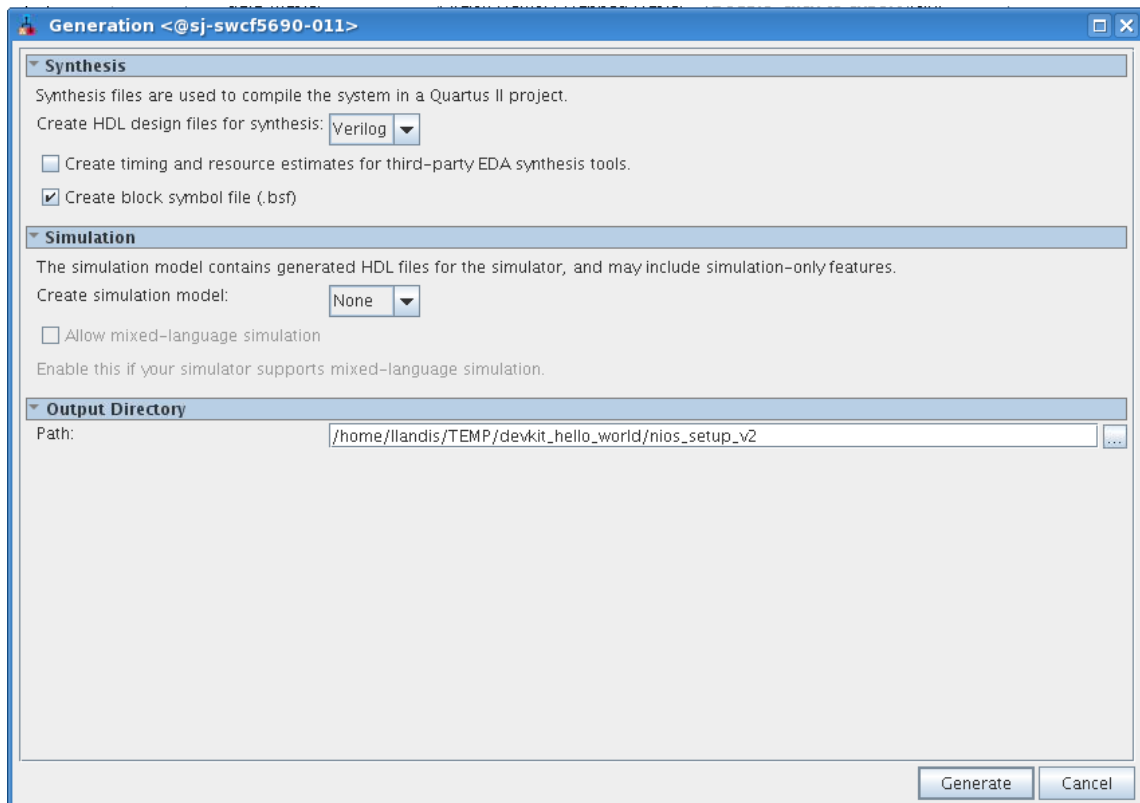 Generation <@sj-swcf5690-011>
Synthesis
Synthesis files are used to compile the system in a Quartus II project.
Create HDL design files for synthesis: Verilog
Create timing and resource estimates for third-party EDA synthesis tools.
Create block symbol file (.bsf)
Simulation
The simulation model contains generated HDL files for the simulator, and may include simulation-only features.
Create simulation model: None
Allow mixed-language simulation
Enable this if your simulator supports mixed-language simulation.
Output Directory
Path: /home/llandis/TEMP/devkit_hello_world/nios_setup_v2 ...
Generate Cancel